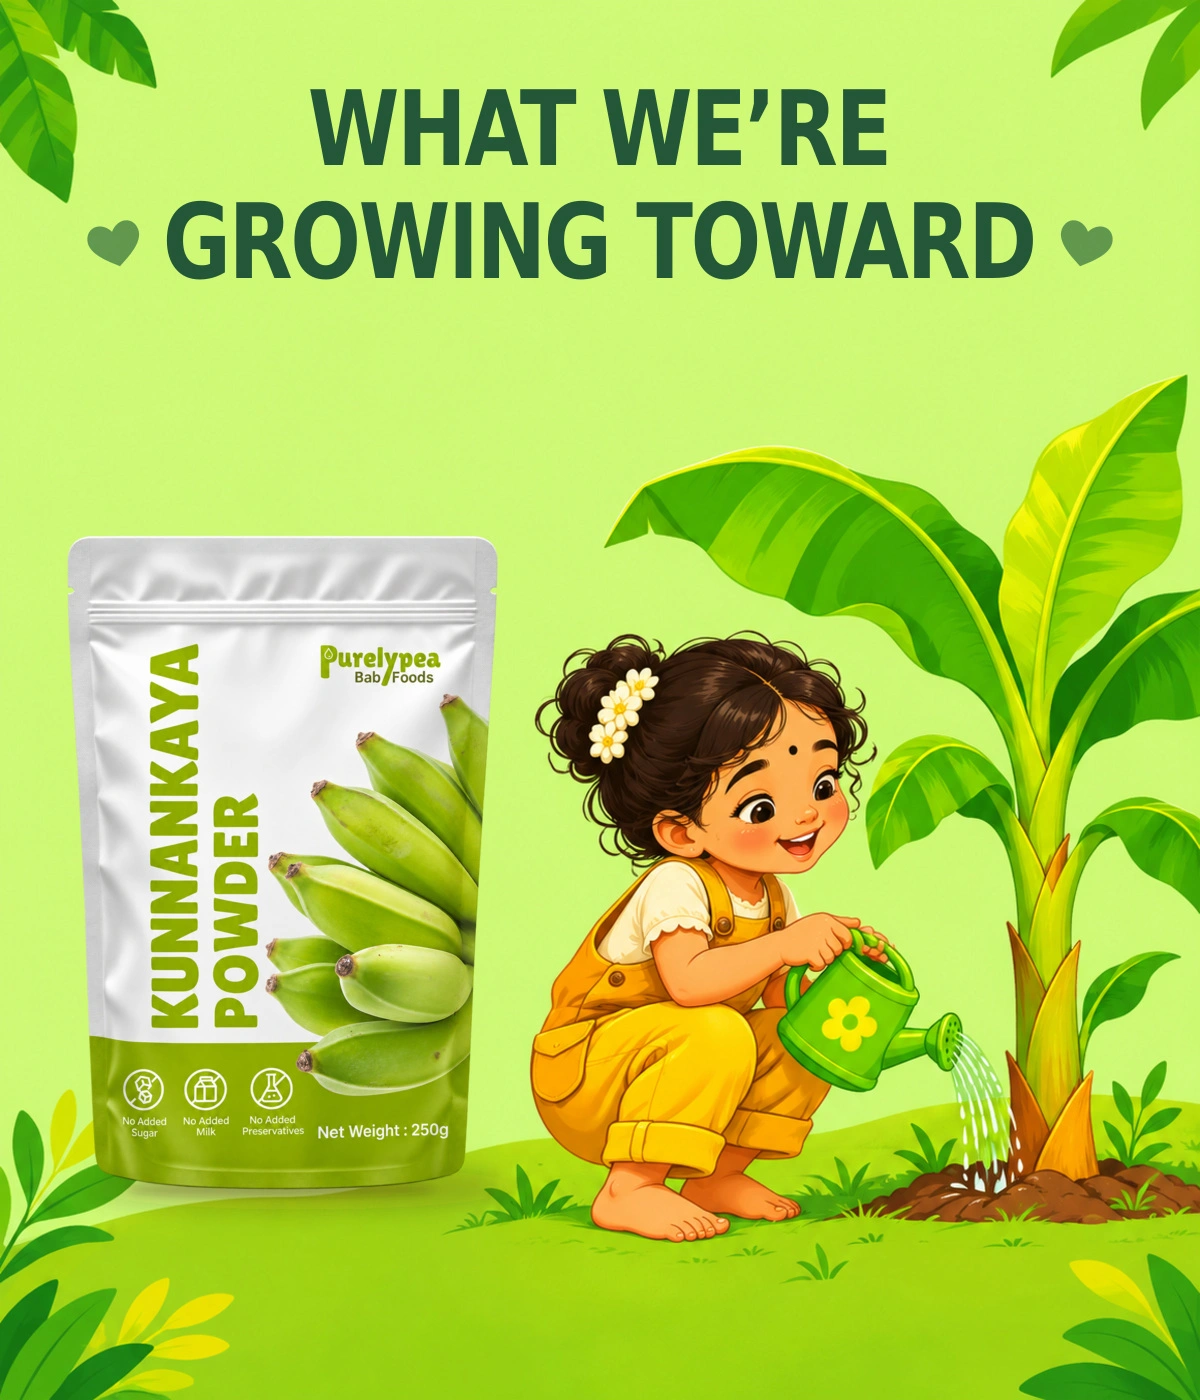 WHAT WE’RE
GROWING TOWARD
Purelypea
Baby Foods
KUNNANKAYA
POWDER
No Added
Sugar
No Added
Milk
No Added
Preservatives
Net Weight : 250g